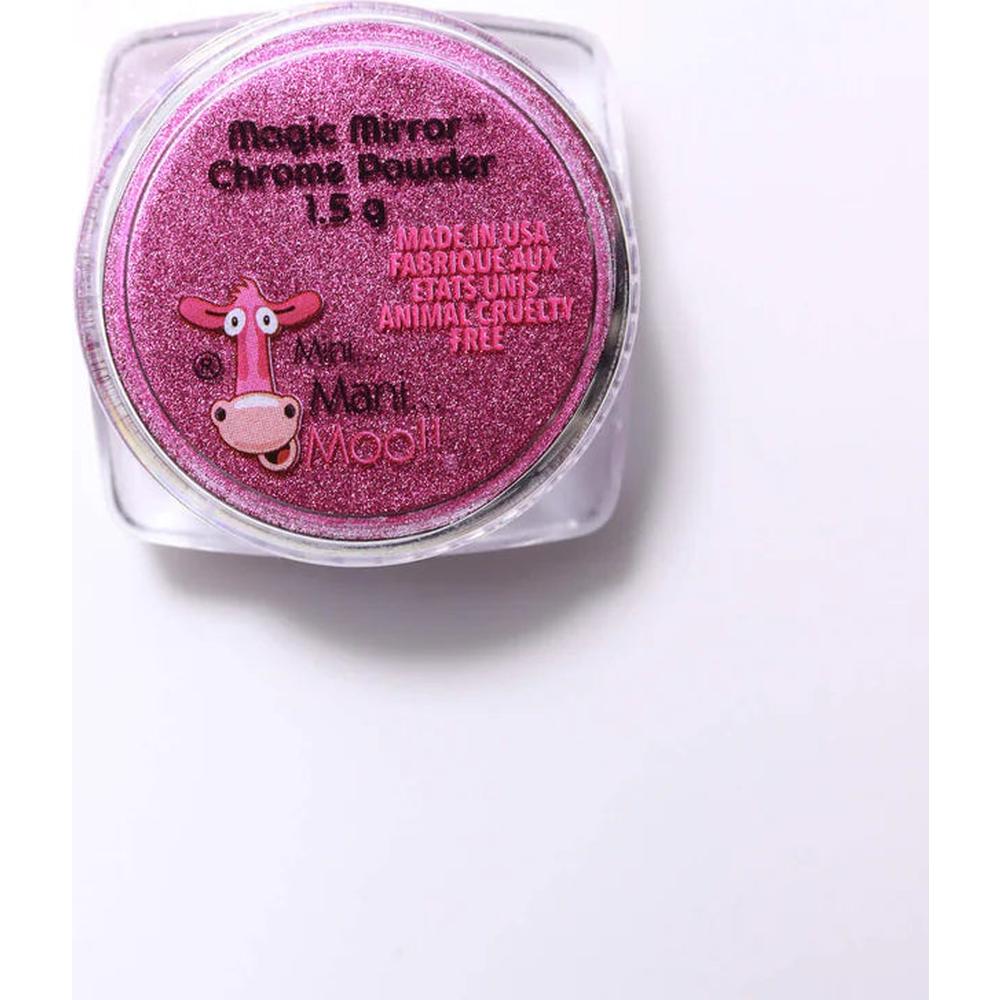 Magic Mirror™
Chrome Powder
1.5 g
MADE IN USA
FABRIQUE AUX
ETATS UNIS
ANIMAL CRUELTY
FREE
®
Mini...
Mani...
Moo!!!